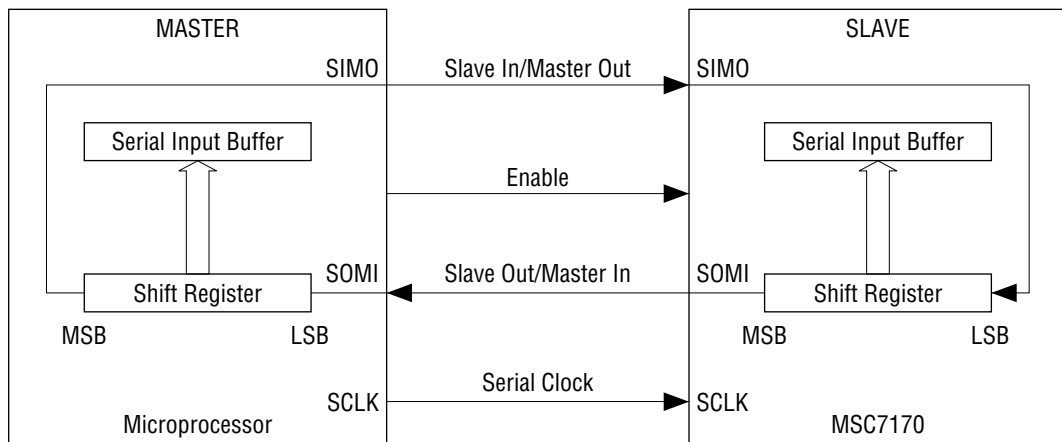 MASTER
SLAVE
SIMO
Slave In/Master Out
SIMO
Serial Input Buffer
Serial Input Buffer
Enable
SOMI
Slave Out/Master In
SOMI
Shift Register
Shift Register
MSB
LSB
MSB
LSB
Serial Clock
SCLK
SCLK
Microprocessor
MSC7170